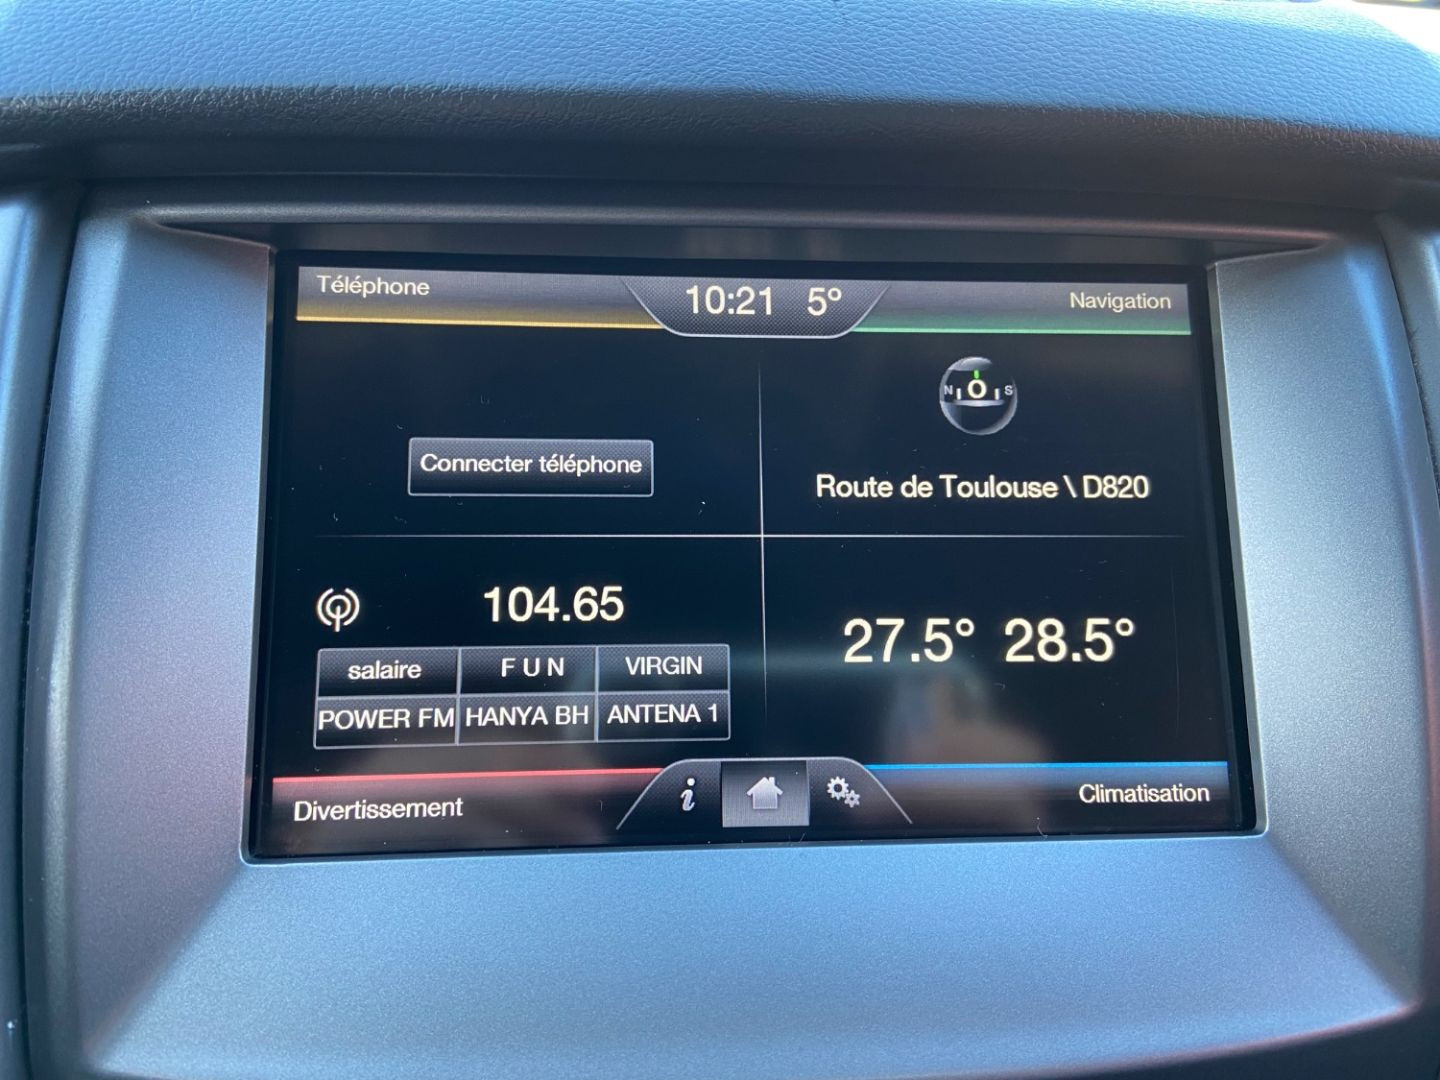 Téléphone
10:21 5°
Navigation
N O S
Connecter téléphone
Route de Toulouse \ D820
104.65
27.5° 28.5°
salaire FUN VIRGIN
POWER FM HANYA BH ANTENA 1
Divertissement
i
Climatisation